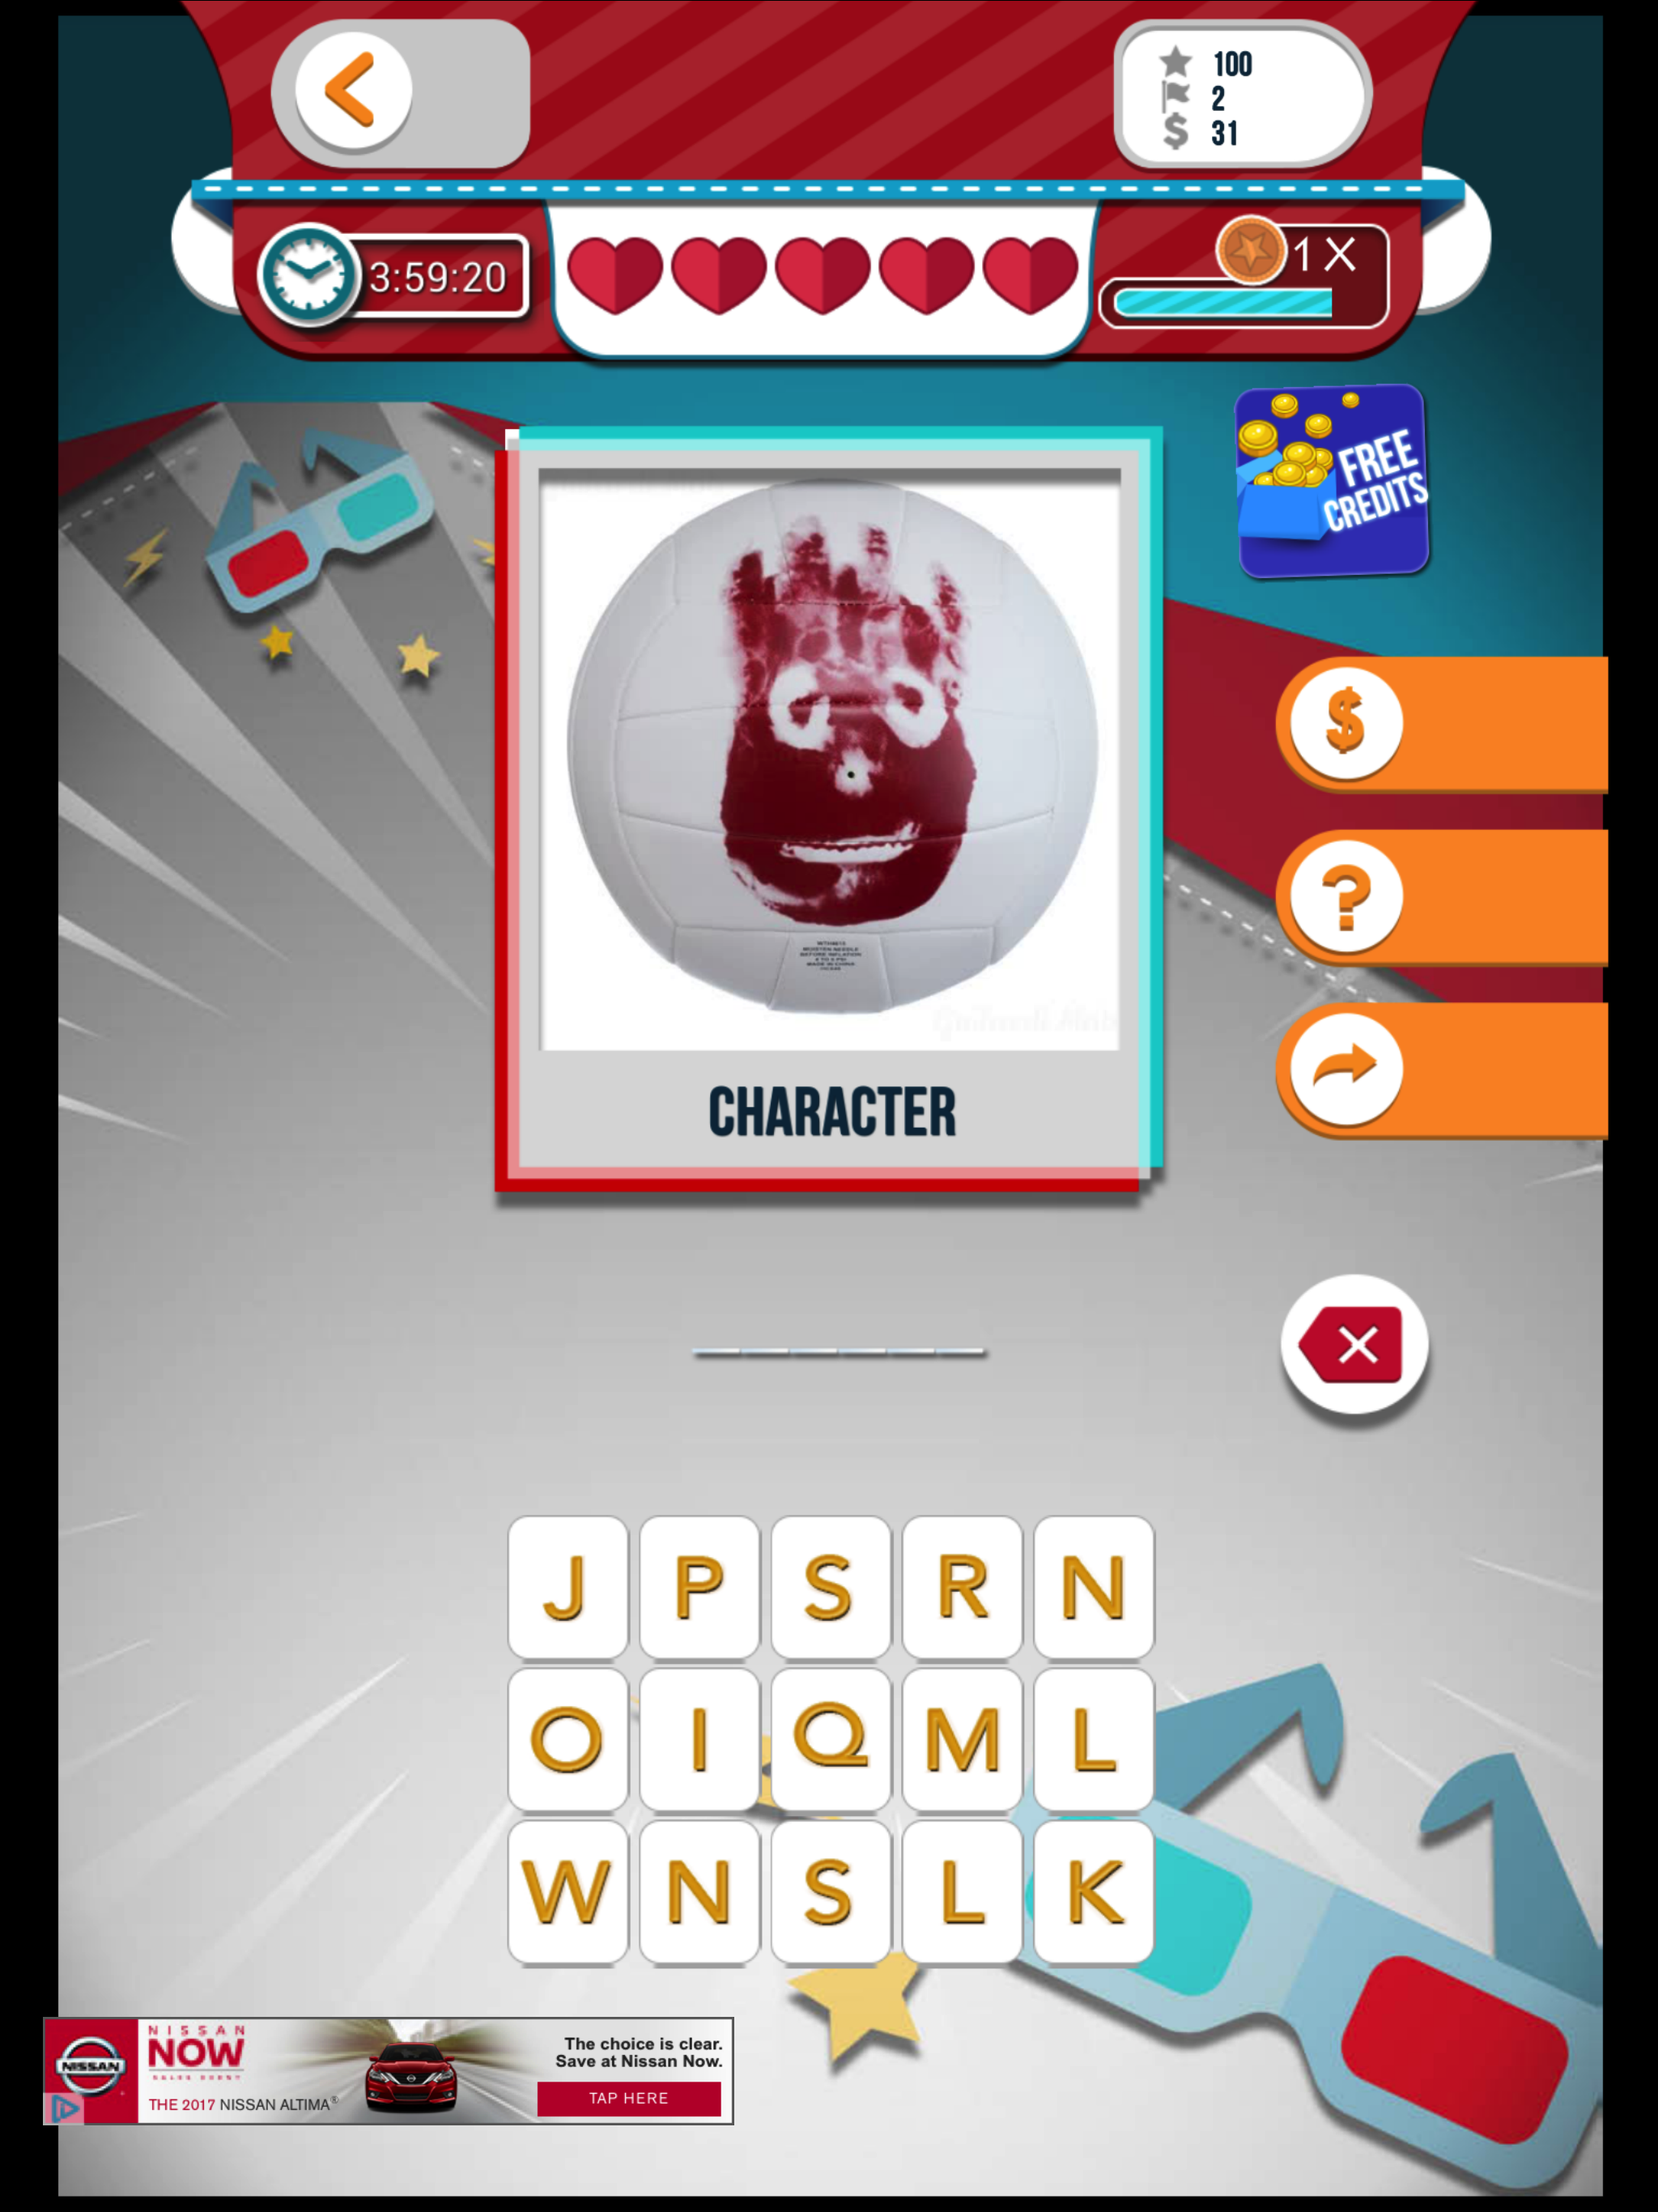 100
2
31
3:59:20
1X
FREE
CREDITS
CHARACTER
J P S R N
O I Q M L
W N S L K
NISSAN
NISSAN
NOW
THE 2017 NISSAN ALTIMA®
The choice is clear.
Save at Nissan Now.
TAP HERE